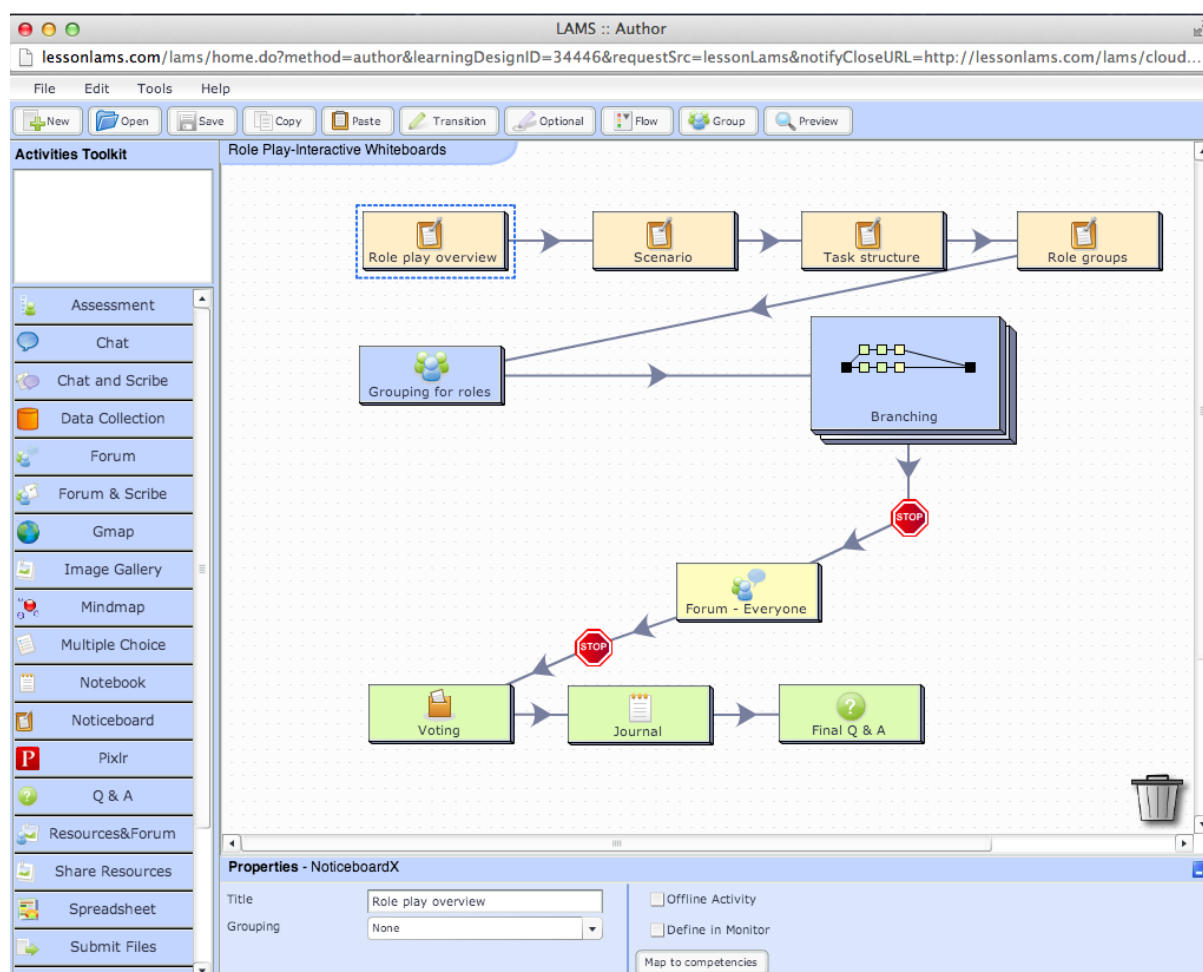 LAMS :: Author
lessonlams.com/lams/home.do?method=author&learningDesignID=34446&requestSrc=lessonLams&notifyCloseURL=http://lessonlams.com/lams/cloud...
File Edit Tools Help
New Open Save Copy Paste Transition Optional Flow Group Preview
Activities Toolkit
Role Play-Interactive Whiteboards
Role play overview
Scenario
Task structure
Role groups
Grouping for roles
Branching
STOP
Forum - Everyone
STOP
Voting
Journal
Final Q & A
Assessment
Chat
Chat and Scribe
Data Collection
Forum
Forum & Scribe
Gmap
Image Gallery
Mindmap
Multiple Choice
Notebook
Noticeboard
P Pixlr
Q & A
Resources&Forum
Share Resources
Spreadsheet
Submit Files
Properties - NoticeboardX
Title Role play overview
Grouping None
Offline Activity
Define in Monitor
Map to competencies